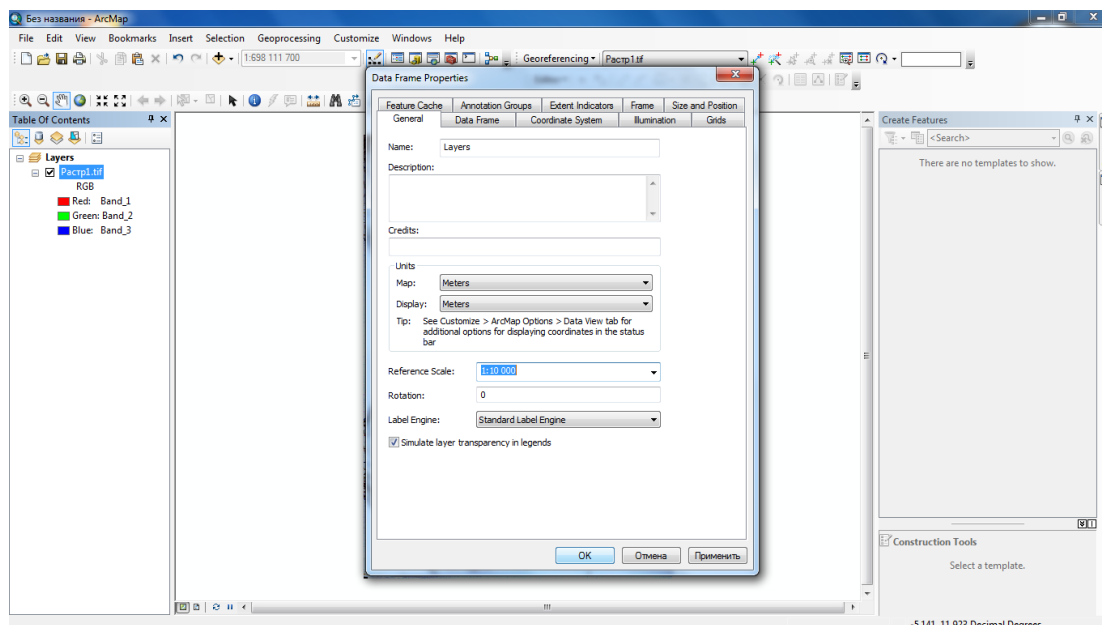 Без названия - ArcMap
File Edit View Bookmarks Insert Selection Geoprocessing Customize Windows Help
1:698 111 700
Georeferencing
Растр1.tif
Table Of Contents
Layers
Растр1.tif
RGB
Red: Band_1
Green: Band_2
Blue: Band_3
Data Frame Properties
Feature Cache Annotation Groups Extent Indicators Frame Size and Position
General Data Frame Coordinate System Illumination Grids
Name: Layers
Description:
Credits:
Units
Map: Meters
Display: Meters
Tip: See Customize > ArcMap Options > Data View tab for
additional options for displaying coordinates in the status
bar
Reference Scale: 1:10 000
Rotation: 0
Label Engine: Standard Label Engine
Simulate layer transparency in legends
OK Отмена Применить
Create Features
<Search>
There are no templates to show.
Construction Tools
Select a template.
-5,141 11,923 Decimal Degrees